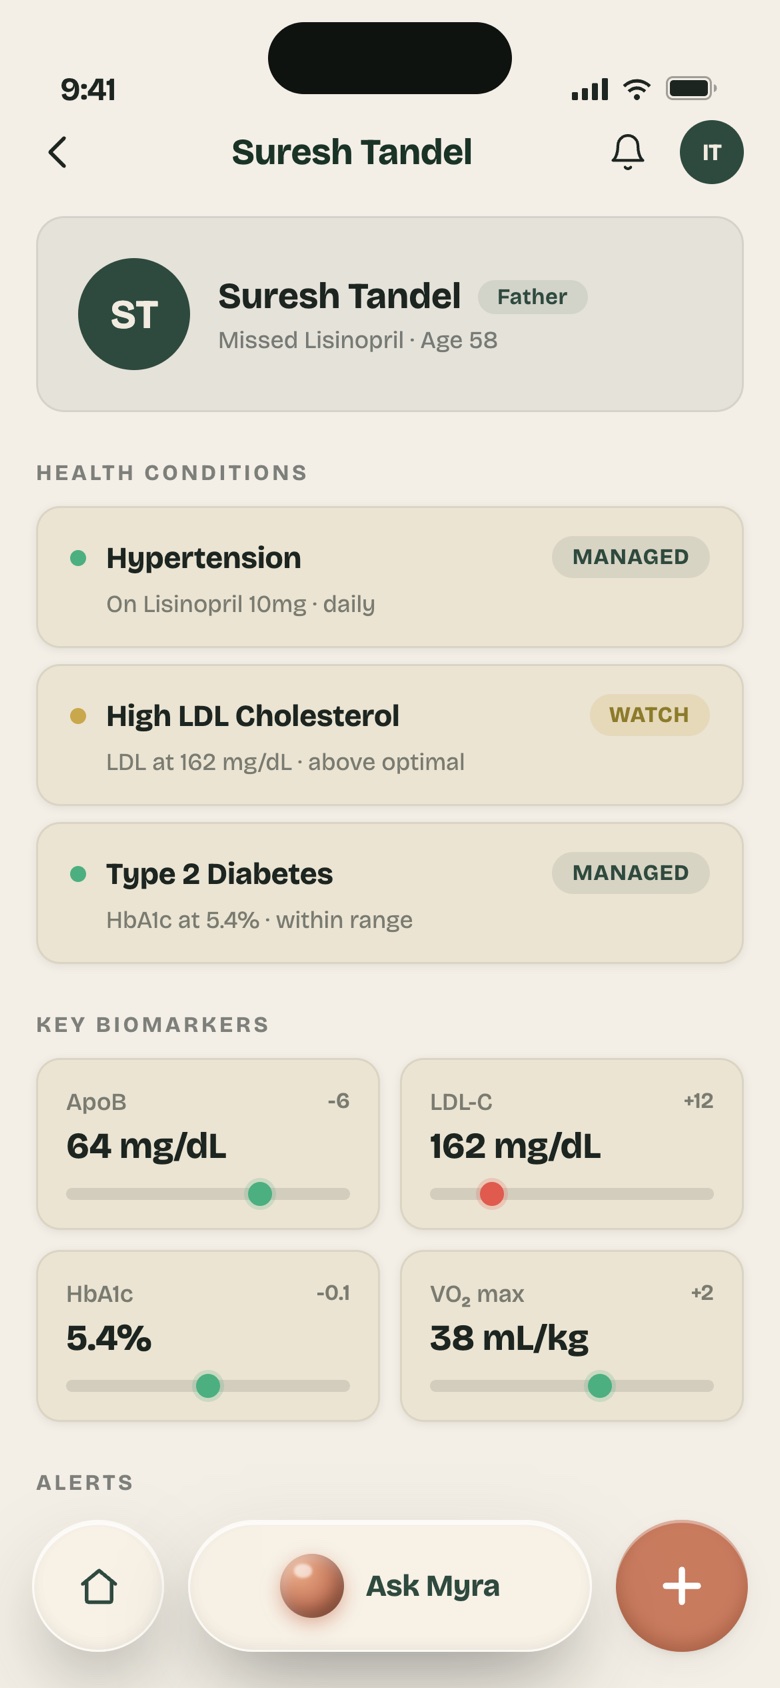 9:41
Suresh Tandel
IT
ST
Suresh Tandel
Father
Missed Lisinopril · Age 58
HEALTH CONDITIONS
Hypertension
MANAGED
On Lisinopril 10mg · daily
High LDL Cholesterol
WATCH
LDL at 162 mg/dL · above optimal
Type 2 Diabetes
MANAGED
HbA1c at 5.4% · within range
KEY BIOMARKERS
ApoB
-6
64 mg/dL
LDL-C
+12
162 mg/dL
HbA1c
-0.1
5.4%
VO₂ max
+2
38 mL/kg
ALERTS
Ask Myra